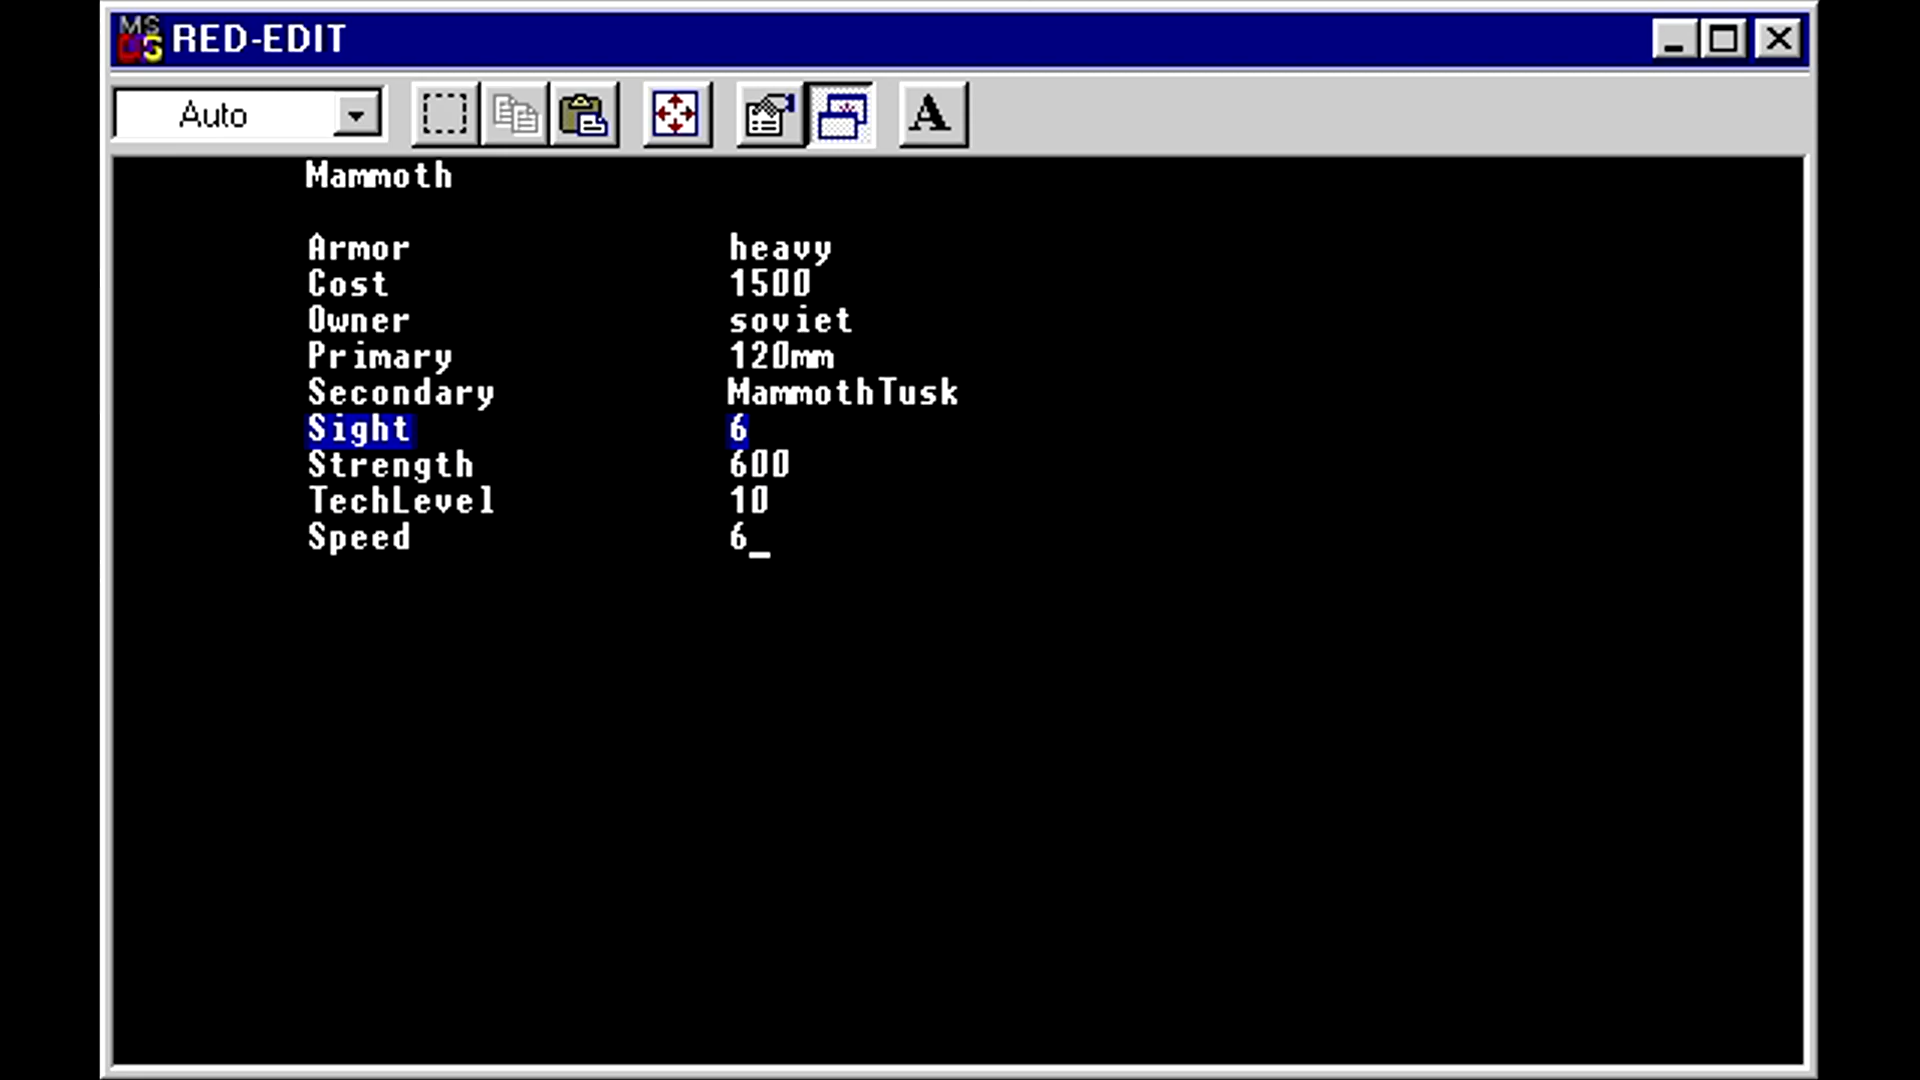 RED-EDIT
Auto
A
Mammoth
Armor heavy
Cost 1500
Owner soviet
Primary 120mm
Secondary MammothTusk
Sight 6
Strength 600
TechLevel 10
Speed 6_